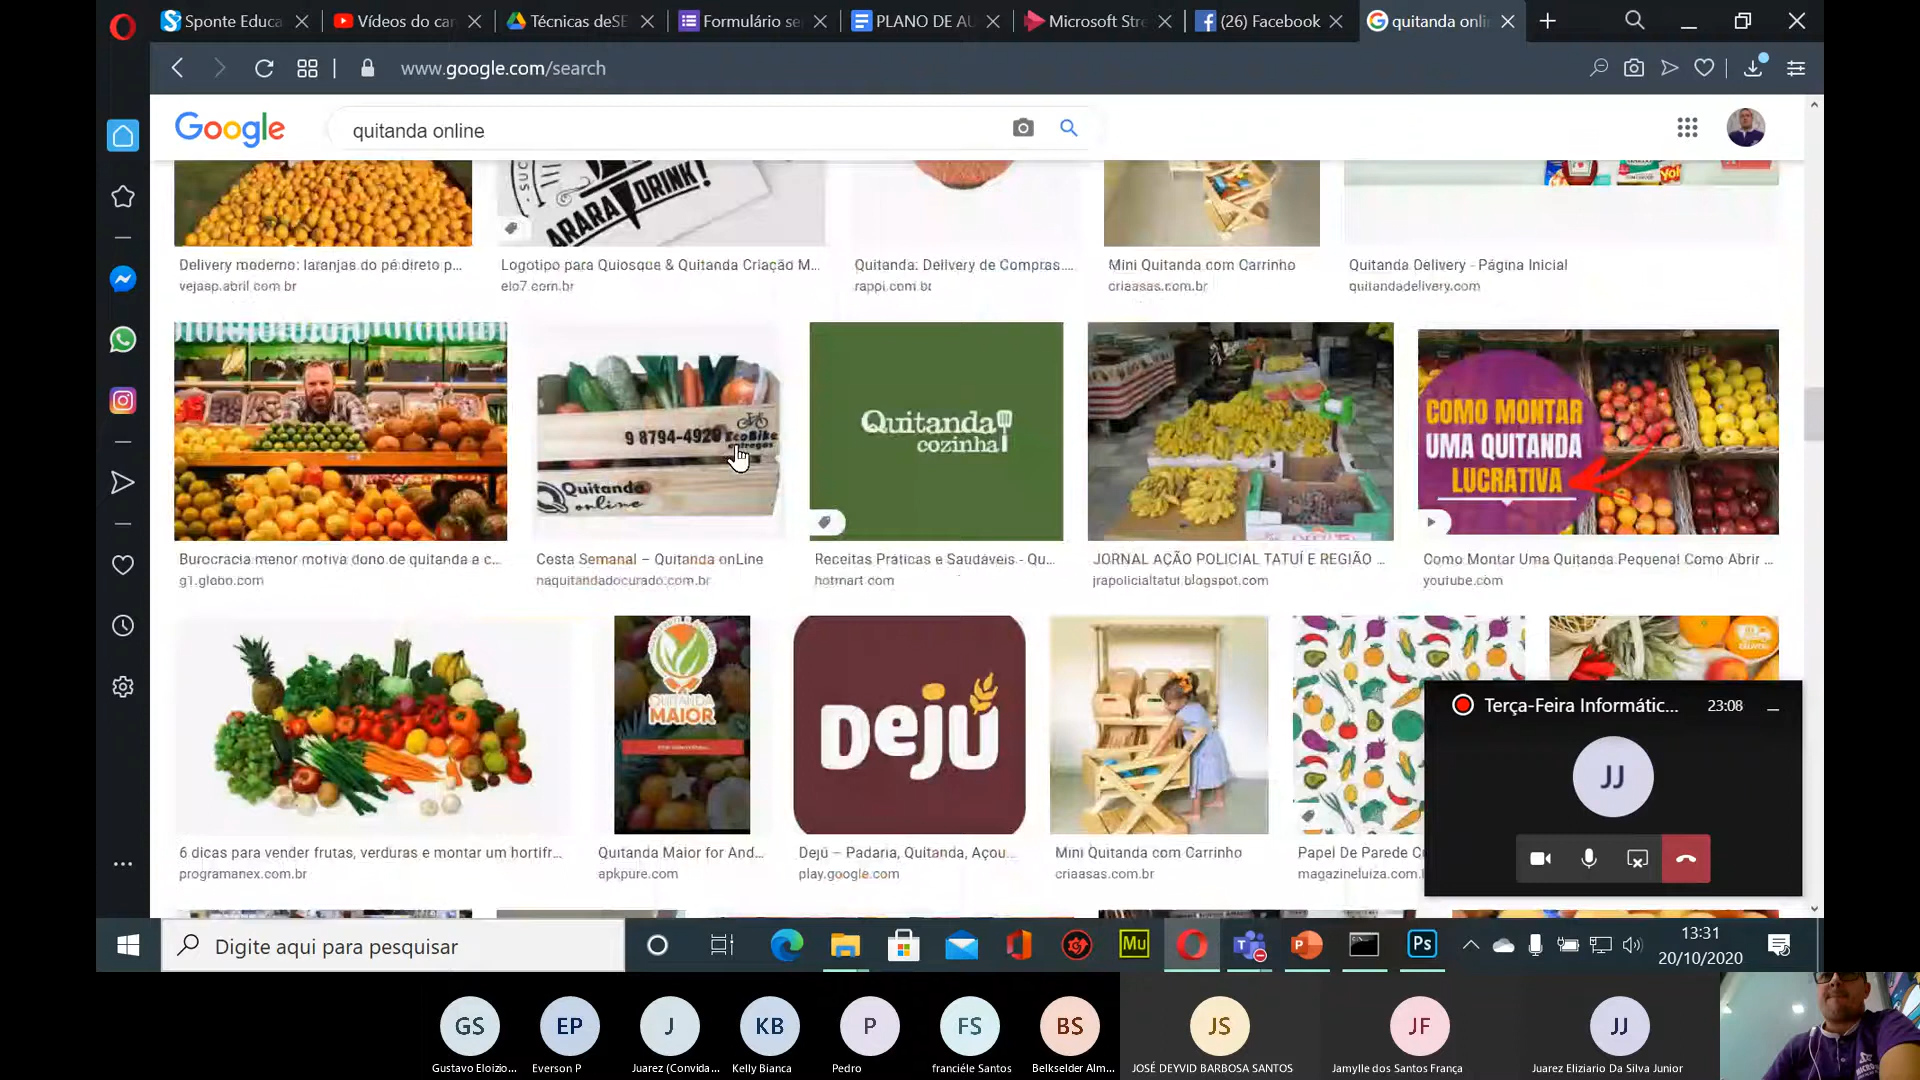 Sponte Educa
Vídeos do car
Técnicas deSE
Formulário se
PLANO DE AU
Microsoft Stre
(26) Facebook
quitanda onli
www.google.com/search
Google
quitanda online
ARARA DRINK!
Delivery moderno: laranjas do pé direto p...
vejasp.abril.com.br
Logotipo para Quiosque & Quitanda Criação M...
elo7.com.br
Quitanda: Delivery de Compras...
rappi.com.br
Mini Quitanda com Carrinho
criaasas.com.br
Quitanda Delivery - Página Inicial
quitandadelivery.com
9 8794-4920
EcoBike
entregas
Quitanda
online
Quitanda
cozinha
COMO MONTAR
UMA QUITANDA
LUCRATIVA
Burocracia menor motiva dono de quitanda e c...
g1.globo.com
Cesta Semanal – Quitanda onLine
naquitandadocurado.com.br
Receitas Práticas e Saudáveis - Qu...
hotmart.com
JORNAL AÇÃO POLICIAL TATUÍ E REGIÃO ...
jrapolicialtatui.blogspot.com
Como Montar Uma Quitanda Pequena! Como Abrir ...
youtube.com
QUITANDA
MAIOR
DEJÚ
6 dicas para vender frutas, verduras e montar um hortifr...
programanex.com.br
Quitanda Maior for And...
apkpure.com
Dejú – Padaria, Quitanda, Açou...
play.google.com
Mini Quitanda com Carrinho
criaasas.com.br
Papel De Parede C
magazineluiza.com.
Terça-Feira Informátic...
23:08
JJ
Digite aqui para pesquisar
Mu
Ps
13:31
20/10/2020
GS
EP
J
KB
P
FS
BS
JS
JF
JJ
Gustavo Eloizio...
Everson P
Juarez (Convida...
Kelly Bianca
Pedro
franciéle Santos
Belkselder Alm...
JOSÉ DEYVID BARBOSA SANTOS
Jamylle dos Santos França
Juarez Eliziario Da Silva Junior